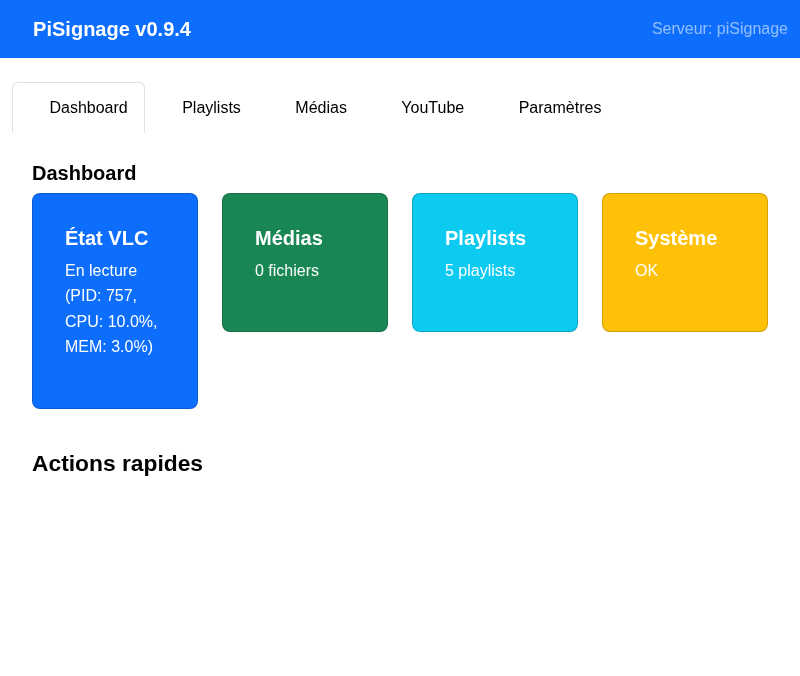 PiSignage v0.9.4
Serveur: piSignage
Dashboard
Playlists
Médias
YouTube
Paramètres
Dashboard
État VLC
En lecture
(PID: 757,
CPU: 10.0%,
MEM: 3.0%)
Médias
0 fichiers
Playlists
5 playlists
Système
OK
Actions rapides